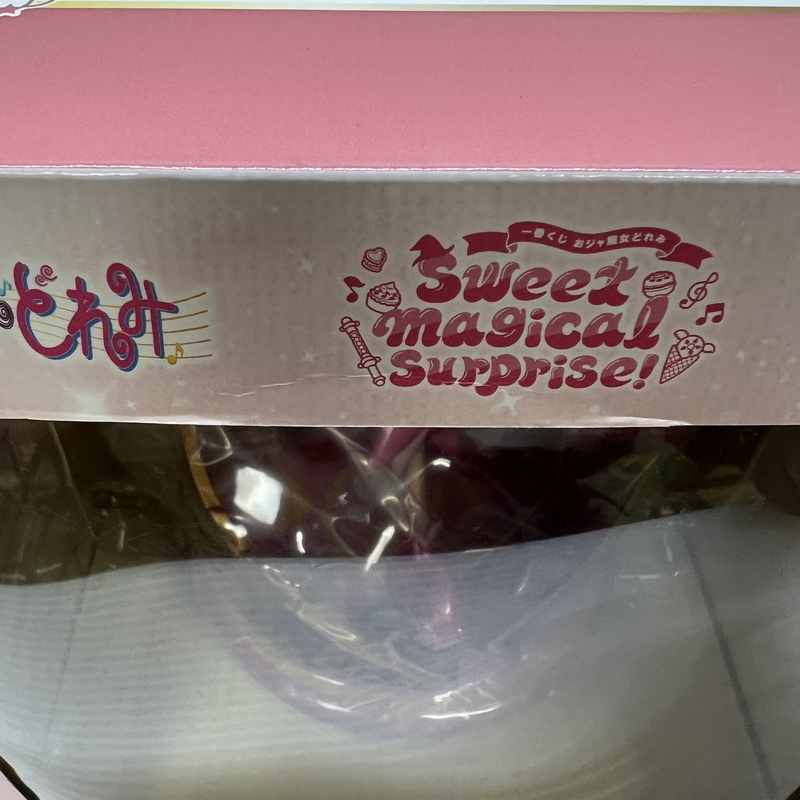 どれみ
一番くじ おジャ魔女どれみ
Sweet
magical
Surprise!